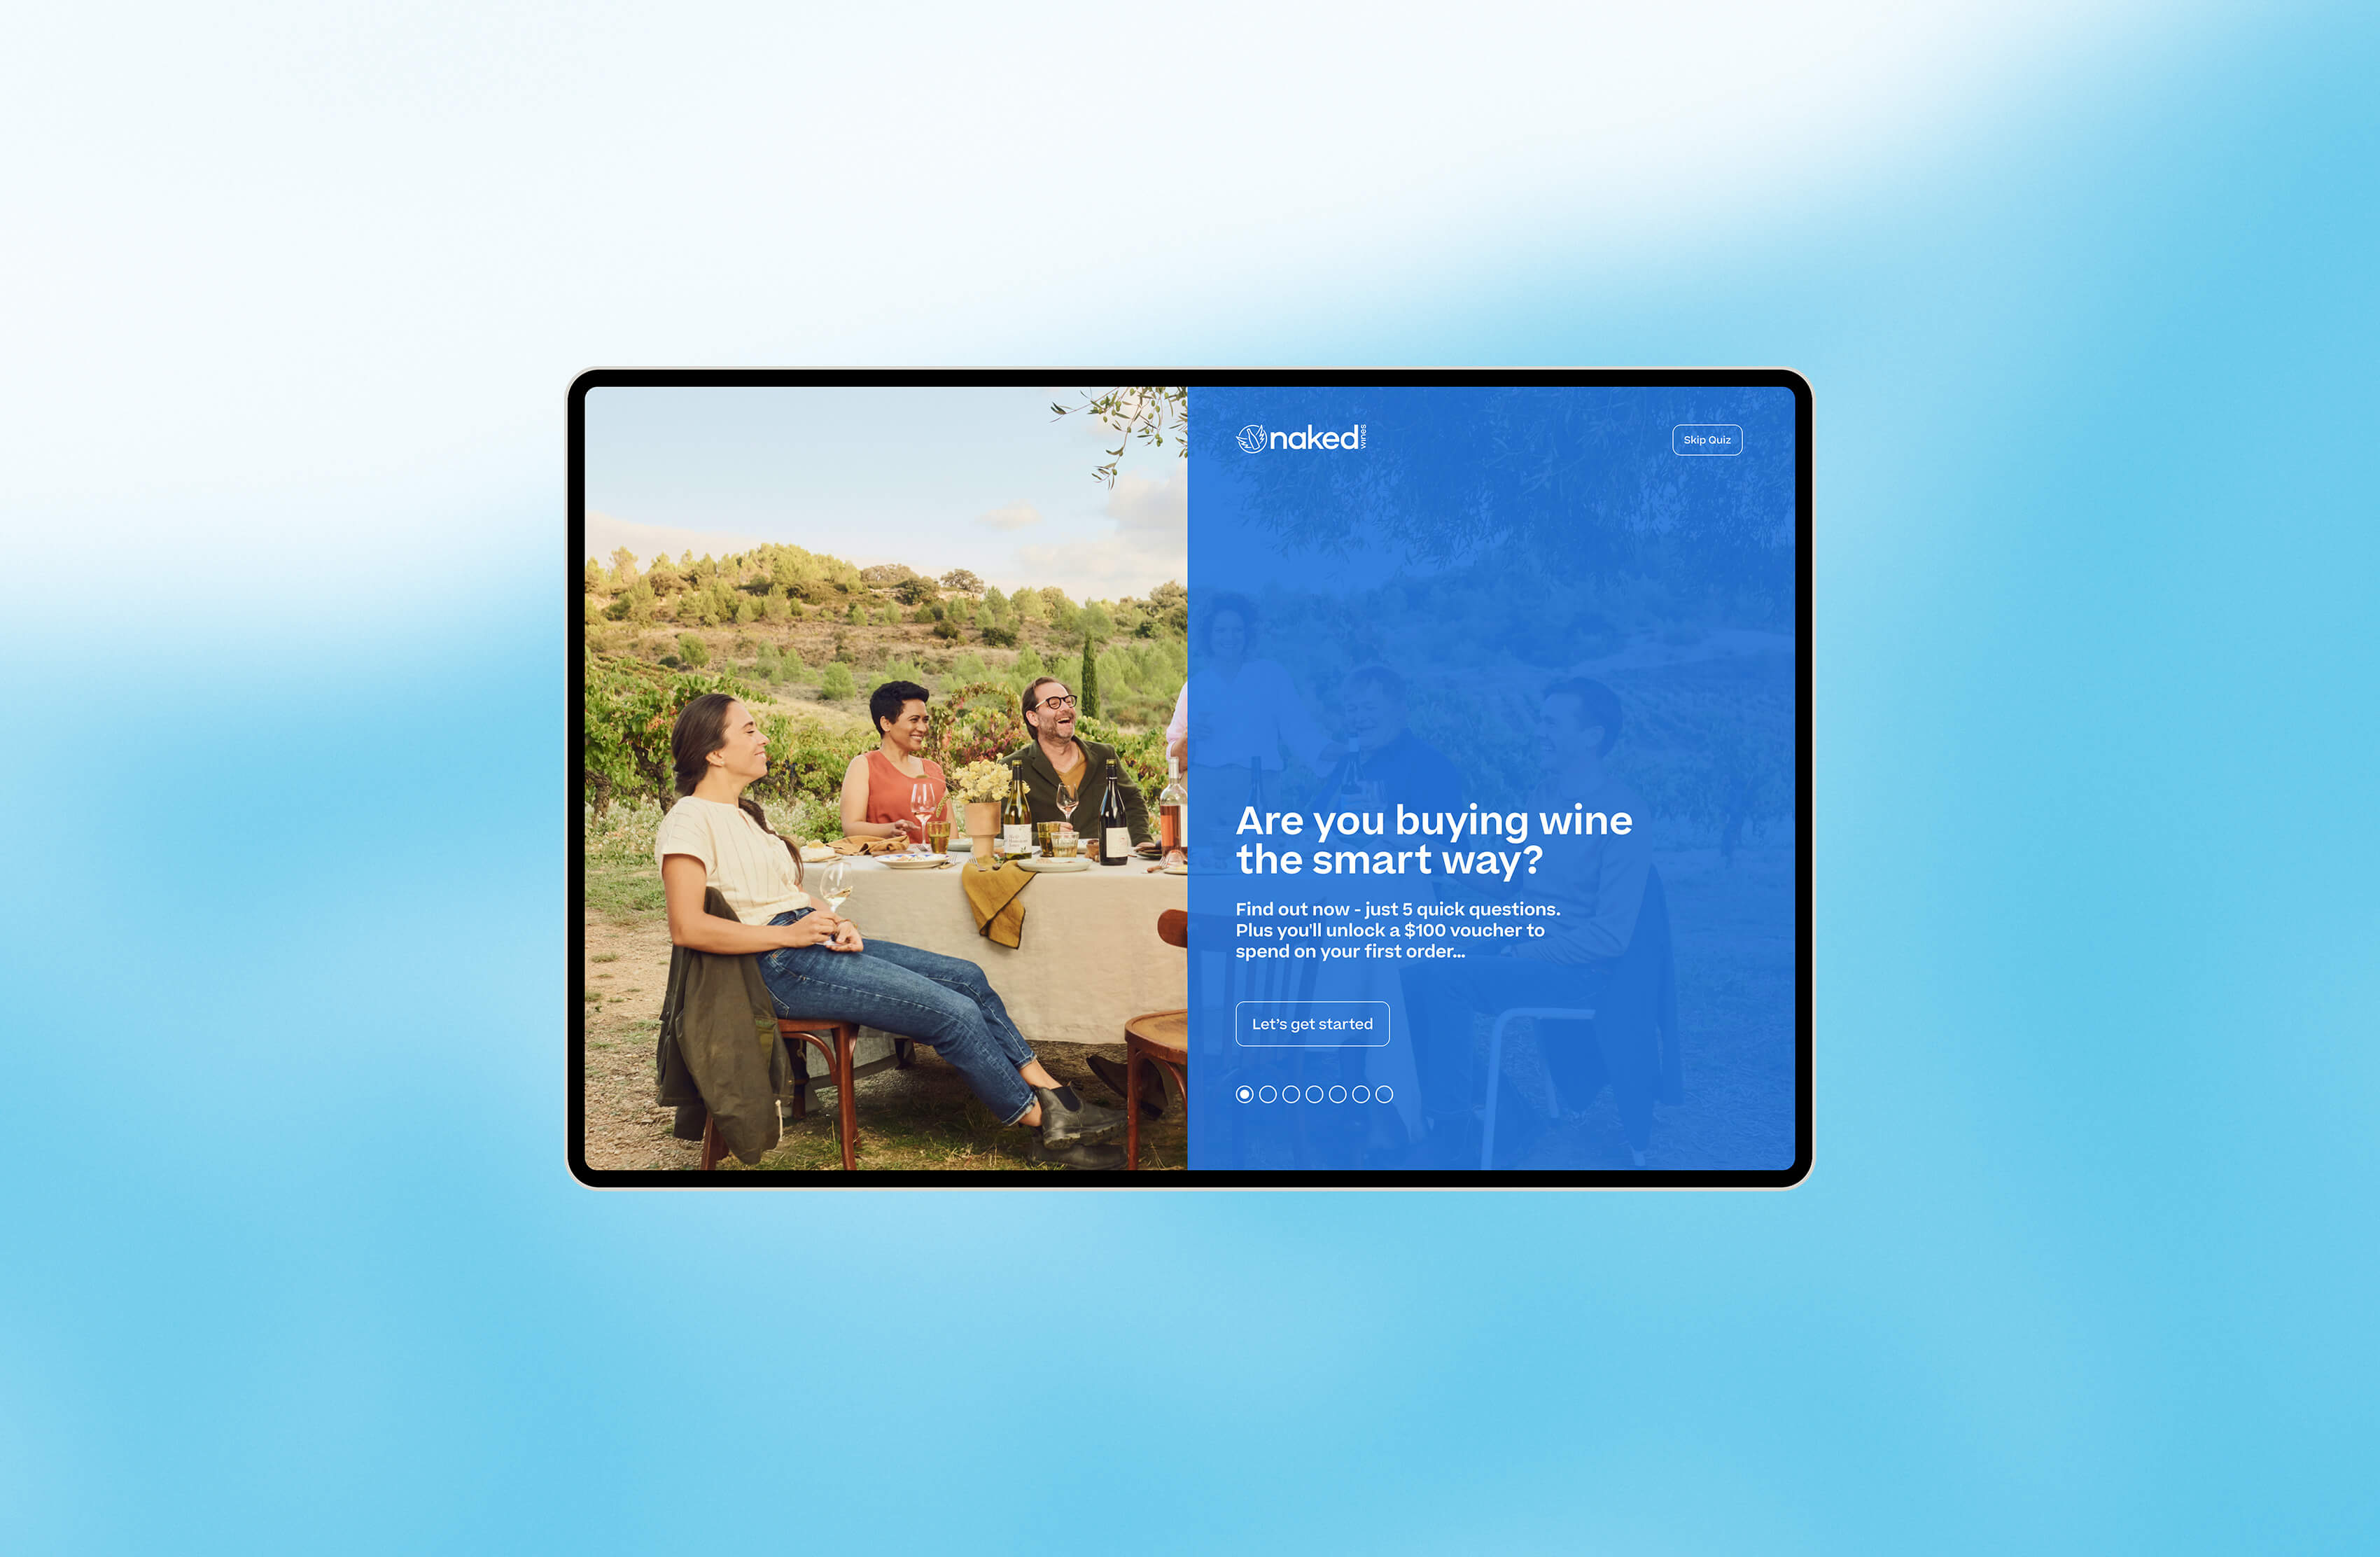 naked
wines
Skip Quiz
Are you buying wine
the smart way?
Find out now - just 5 quick questions.
Plus you'll unlock a $100 voucher to
spend on your first order...
Let's get started